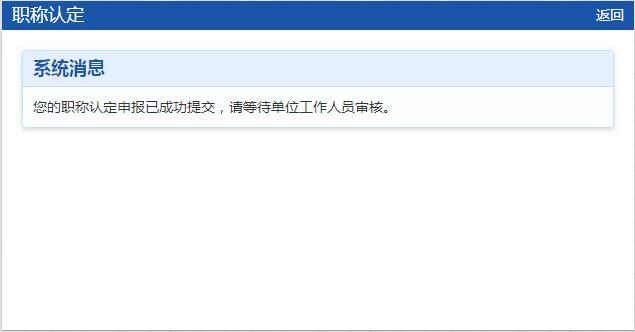 职称认定
返回
系统消息
您的职称认定申报已成功提交，请等待单位工作人员审核。